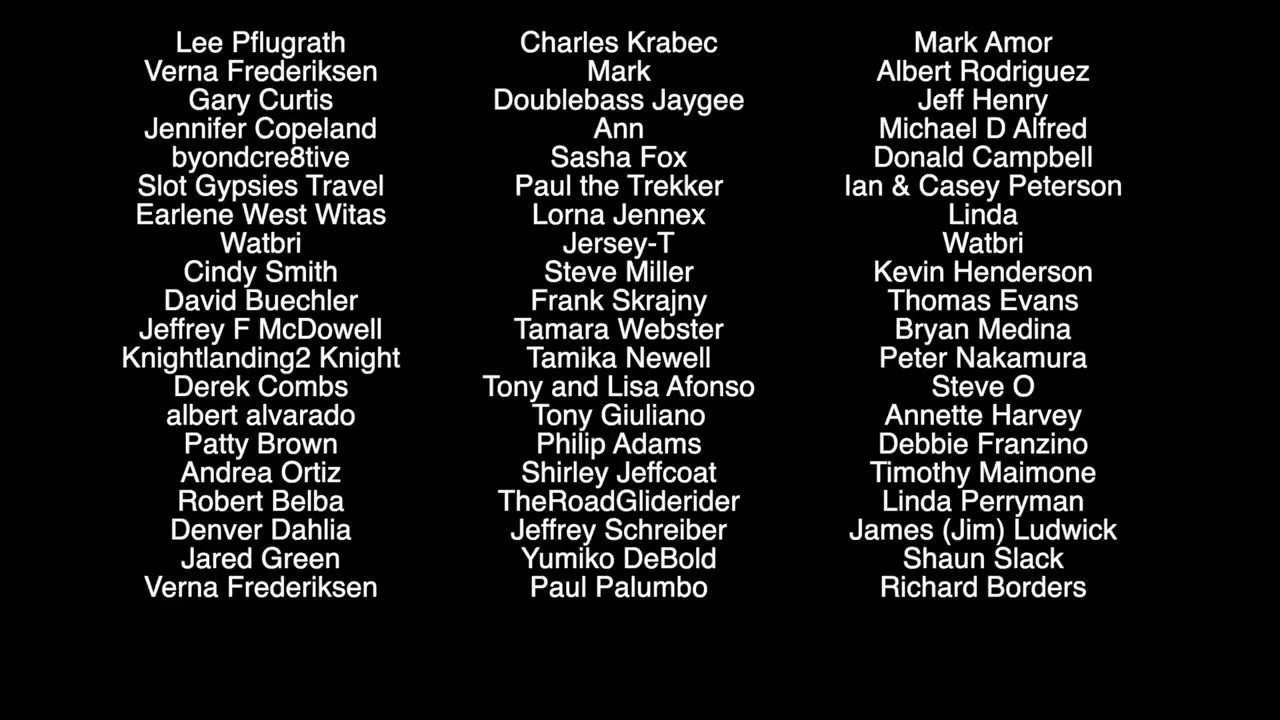 Lee Pflugrath
Verna Frederiksen
Gary Curtis
Jennifer Copeland
byondcre8tive
Slot Gypsies Travel
Earlene West Witas
Watbri
Cindy Smith
David Buechler
Jeffrey F McDowell
Knightlanding2 Knight
Derek Combs
albert alvarado
Patty Brown
Andrea Ortiz
Robert Belba
Denver Dahlia
Jared Green
Verna Frederiksen
Charles Krabec
Mark
Doublebass Jaygee
Ann
Sasha Fox
Paul the Trekker
Lorna Jennex
Jersey-T
Steve Miller
Frank Skrajny
Tamara Webster
Tamika Newell
Tony and Lisa Afonso
Tony Giuliano
Philip Adams
Shirley Jeffcoat
TheRoadGliderider
Jeffrey Schreiber
Yumiko DeBold
Paul Palumbo
Mark Amor
Albert Rodriguez
Jeff Henry
Michael D Alfred
Donald Campbell
Ian & Casey Peterson
Linda
Watbri
Kevin Henderson
Thomas Evans
Bryan Medina
Peter Nakamura
Steve O
Annette Harvey
Debbie Franzino
Timothy Maimone
Linda Perryman
James (Jim) Ludwick
Shaun Slack
Richard Borders